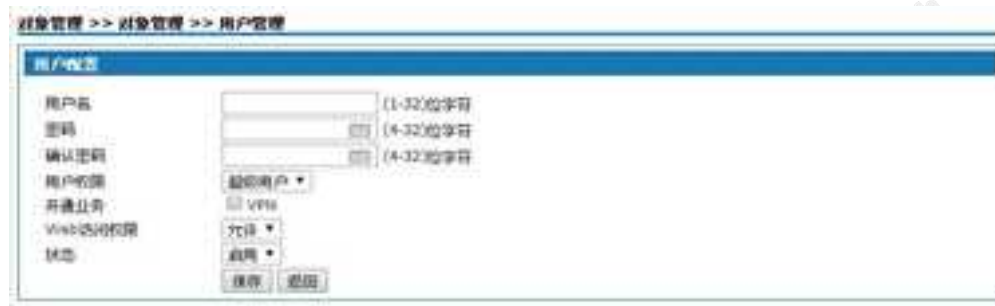 对象管理 >> 对象管理 >> 用户管理
用户配置
用户名 (1-32)位字符
密码 (4-32)位字符
确认密码 (4-32)位字符
用户权限 超级用户
开通业务 VPN
Web访问权限 允许
状态 启用
保存 返回